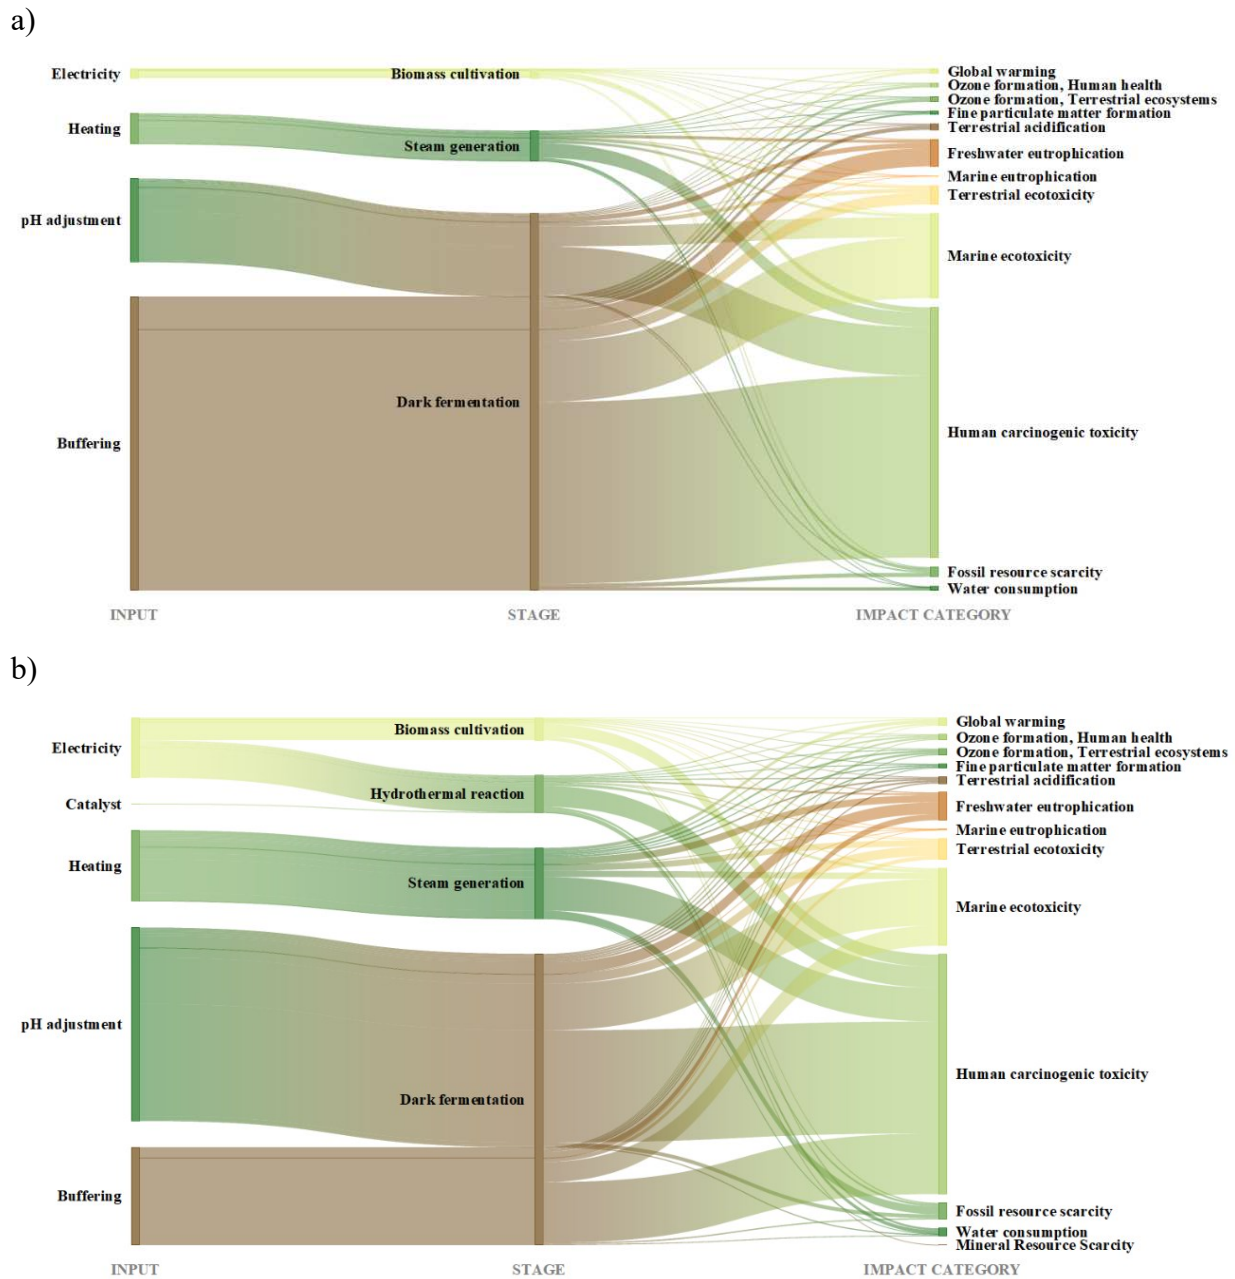 a)
Electricity
Heating
pH adjustment
Buffering
Biomass cultivation
Steam generation
Dark fermentation
Global warming
Ozone formation, Human health
Ozone formation, Terrestrial ecosystems
Fine particulate matter formation
Terrestrial acidification
Freshwater eutrophication
Marine eutrophication
Terrestrial ecotoxicity
Marine ecotoxicity
Human carcinogenic toxicity
Fossil resource scarcity
Water consumption
INPUT
STAGE
IMPACT CATEGORY
b)
Electricity
Catalyst
Heating
pH adjustment
Buffering
Biomass cultivation
Hydrothermal reaction
Steam generation
Dark fermentation
Global warming
Ozone formation, Human health
Ozone formation, Terrestrial ecosystems
Fine particulate matter formation
Terrestrial acidification
Freshwater eutrophication
Marine eutrophication
Terrestrial ecotoxicity
Marine ecotoxicity
Human carcinogenic toxicity
Fossil resource scarcity
Water consumption
Mineral Resource Scarcity
INPUT
STAGE
IMPACT CATEGORY